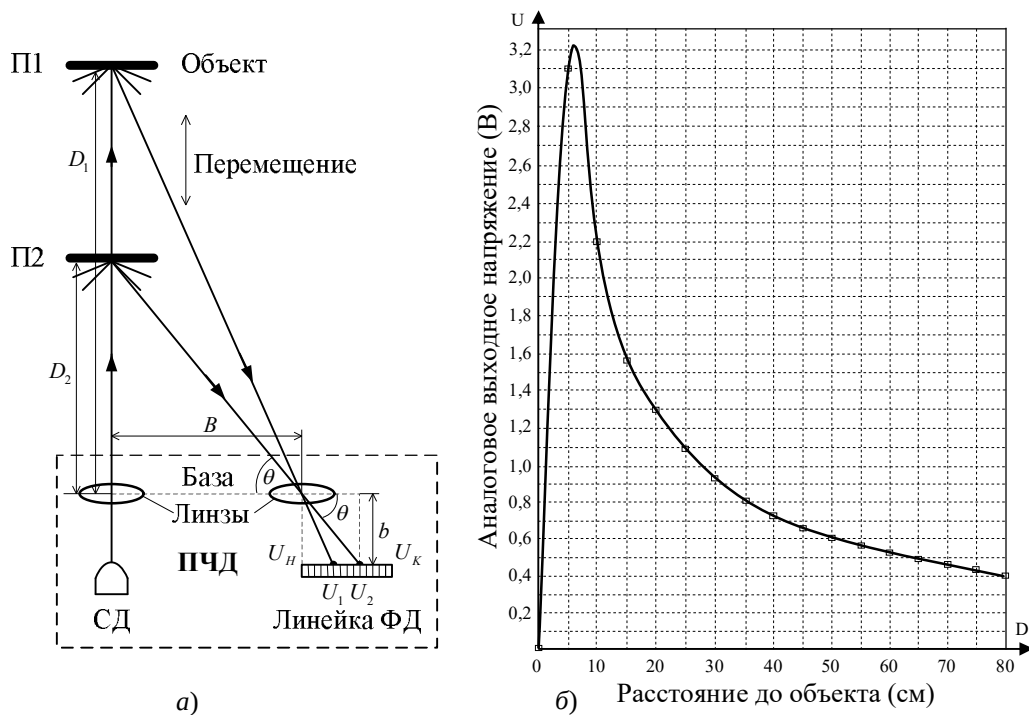 П1
Объект
D₁
Перемещение
П2
D₂
B
База
θ
Линзы
θ
b
ПЧД
U_H
U_K
U₁ U₂
СД
Линейка ФД
а)
U
3,2
3,0
2,8
2,6
2,4
2,2
2,0
1,8
1,6
1,4
1,2
1,0
0,8
0,6
0,4
0,2
Аналоговое выходное напряжение (В)
D
0 10 20 30 40 50 60 70 80
Расстояние до объекта (см)
б)